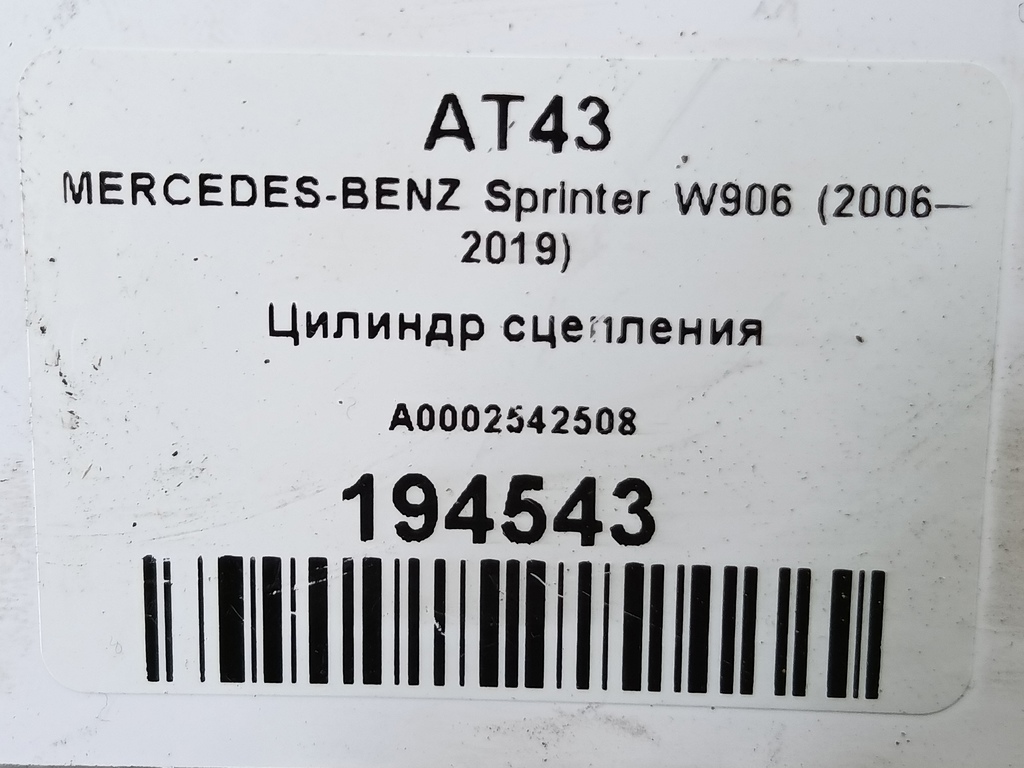 AT43
MERCEDES-BENZ Sprinter W906 (2006–
2019)
Цилиндр сцепления
A0002542508
194543